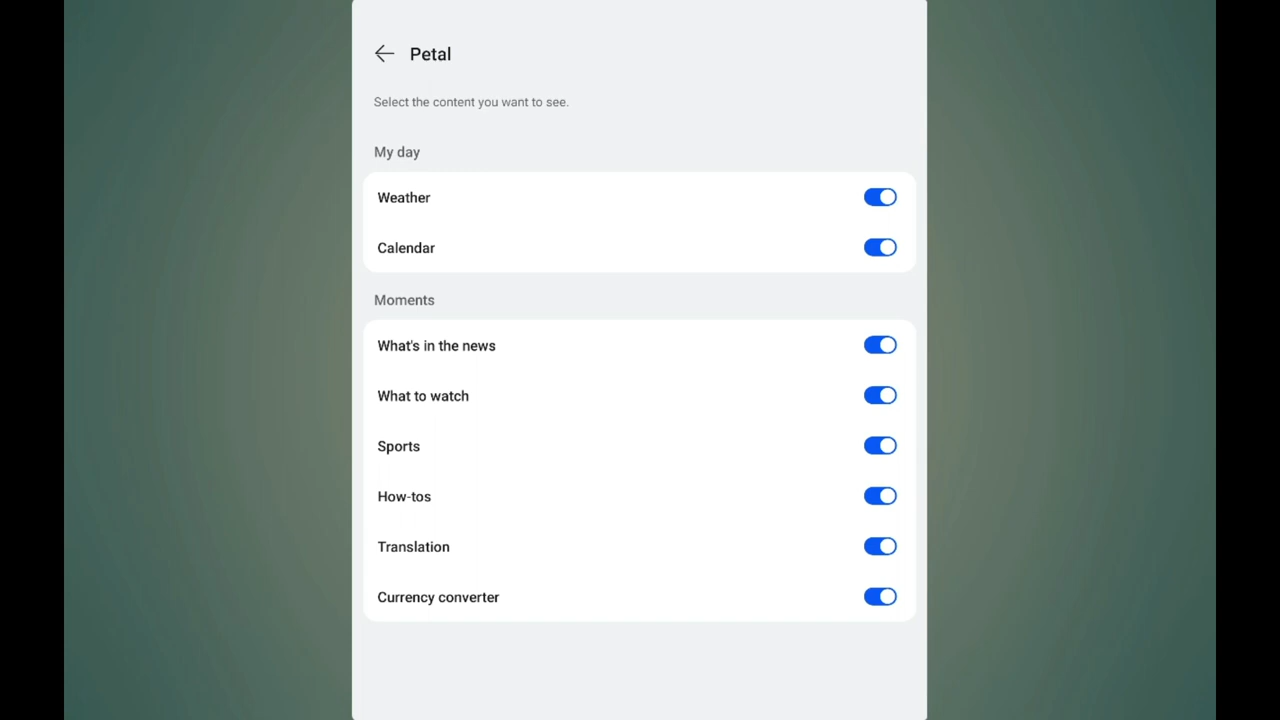 Petal
Select the content you want to see.
My day
Weather
Calendar
Moments
What's in the news
What to watch
Sports
How-tos
Translation
Currency converter